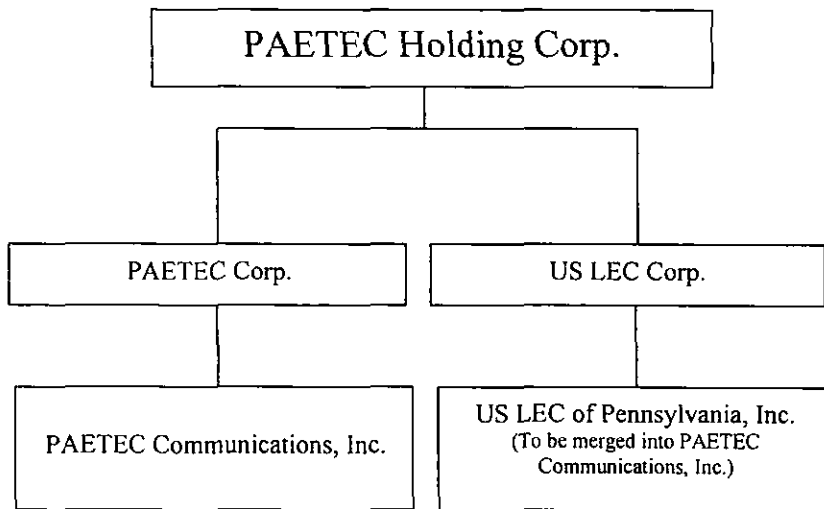 PAETEC Holding Corp.
PAETEC Corp.
US LEC Corp.
PAETEC Communications, Inc.
US LEC of Pennsylvania, Inc.
(To be merged into PAETEC
Communications, Inc.)